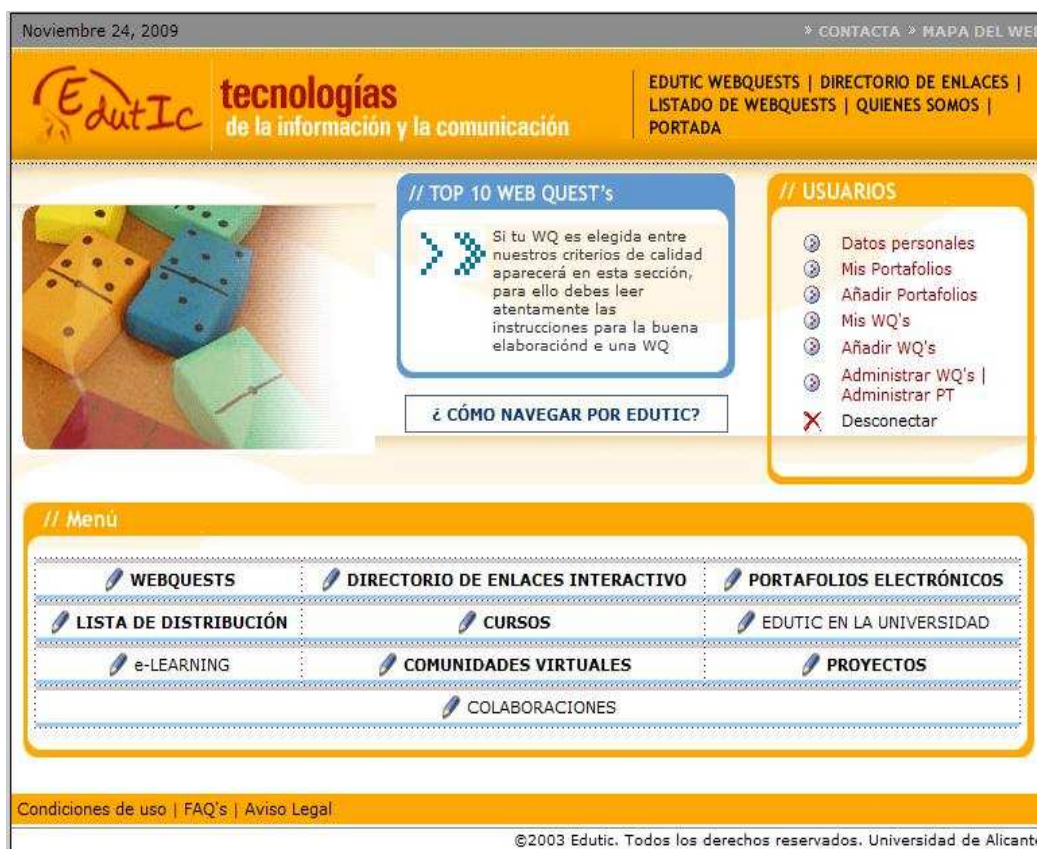 Noviembre 24, 2009
» CONTACTA » MAPA DEL WEB
EdutIc
tecnologías
de la información y la comunicación
EDUTIC WEBQUESTS | DIRECTORIO DE ENLACES |
LISTADO DE WEBQUESTS | QUIENES SOMOS |
PORTADA
// TOP 10 WEB QUEST's
Si tu WQ es elegida entre
nuestros criterios de calidad
aparecerá en esta sección,
para ello debes leer
atentamente las
instrucciones para la buena
elaboraciónd e una WQ
¿ CÓMO NAVEGAR POR EDUTIC?
// USUARIOS
Datos personales
Mis Portafolios
Añadir Portafolios
Mis WQ's
Añadir WQ's
Administrar WQ's |
Administrar PT
Desconectar
// Menú
WEBQUESTS
DIRECTORIO DE ENLACES INTERACTIVO
PORTAFOLIOS ELECTRÓNICOS
LISTA DE DISTRIBUCIÓN
CURSOS
EDUTIC EN LA UNIVERSIDAD
e-LEARNING
COMUNIDADES VIRTUALES
PROYECTOS
COLABORACIONES
Condiciones de uso | FAQ's | Aviso Legal
©2003 Edutic. Todos los derechos reservados. Universidad de Alicante